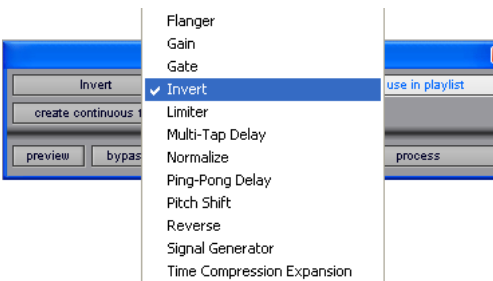 Flanger
Gain
Gate
Invert
✓ Invert
use in playlist
create continuous
Limiter
Multi-Tap Delay
preview
bypas
Normalize
process
Ping-Pong Delay
Pitch Shift
Reverse
Signal Generator
Time Compression Expansion